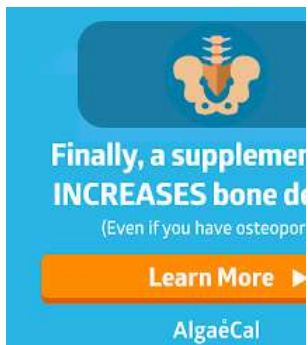 Finally, a supplemen
INCREASES bone de
(Even if you have osteopor
Learn More
AlgaeCal